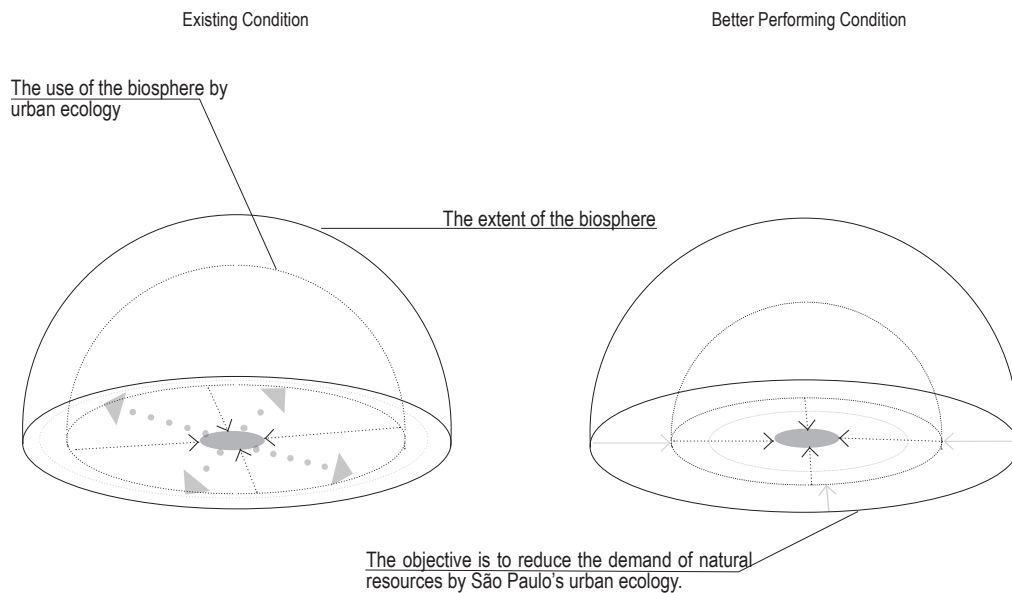 Existing Condition
Better Performing Condition
The use of the biosphere by
urban ecology
The extent of the biosphere
The objective is to reduce the demand of natural
resources by São Paulo's urban ecology.